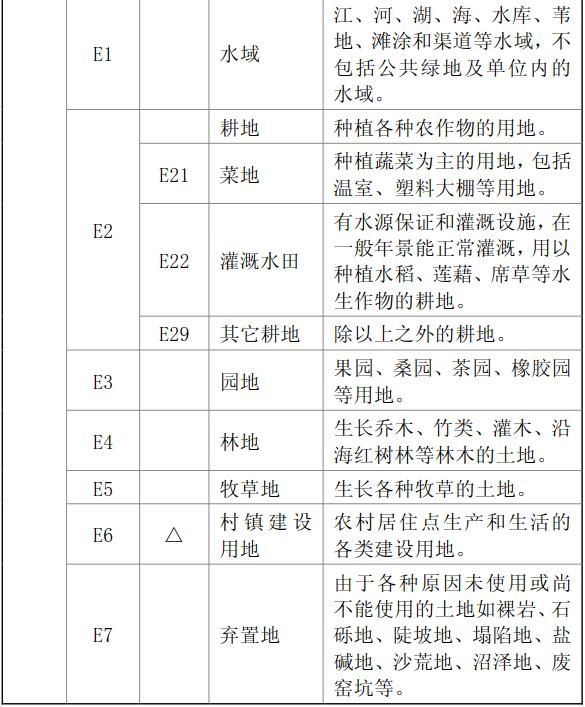 E1
水域
江、河、湖、海、水库、苇
地、滩涂和渠道等水域，不
包括公共绿地及单位内的
水域。
E2
耕地
种植各种农作物的用地。
E21
菜地
种植蔬菜为主的用地，包括
温室、塑料大棚等用地。
E22
灌溉水田
有水源保证和灌溉设施，在
一般年景能正常灌溉，用以
种植水稻、莲藕、席草等水
生作物的耕地。
E29
其它耕地
除以上之外的耕地。
E3
园地
果园、桑园、茶园、橡胶园
等用地。
E4
林地
生长乔木、竹类、灌木、沿
海红树林等林木的土地。
E5
牧草地
生长各种牧草的土地。
E6
△
村镇建设
用地
农村居住点生产和生活的
各类建设用地。
E7
弃置地
由于各种原因未使用或尚
不能使用的土地如裸岩、石
砾地、陡坡地、塌陷地、盐
碱地、沙荒地、沼泽地、废
窑坑等。